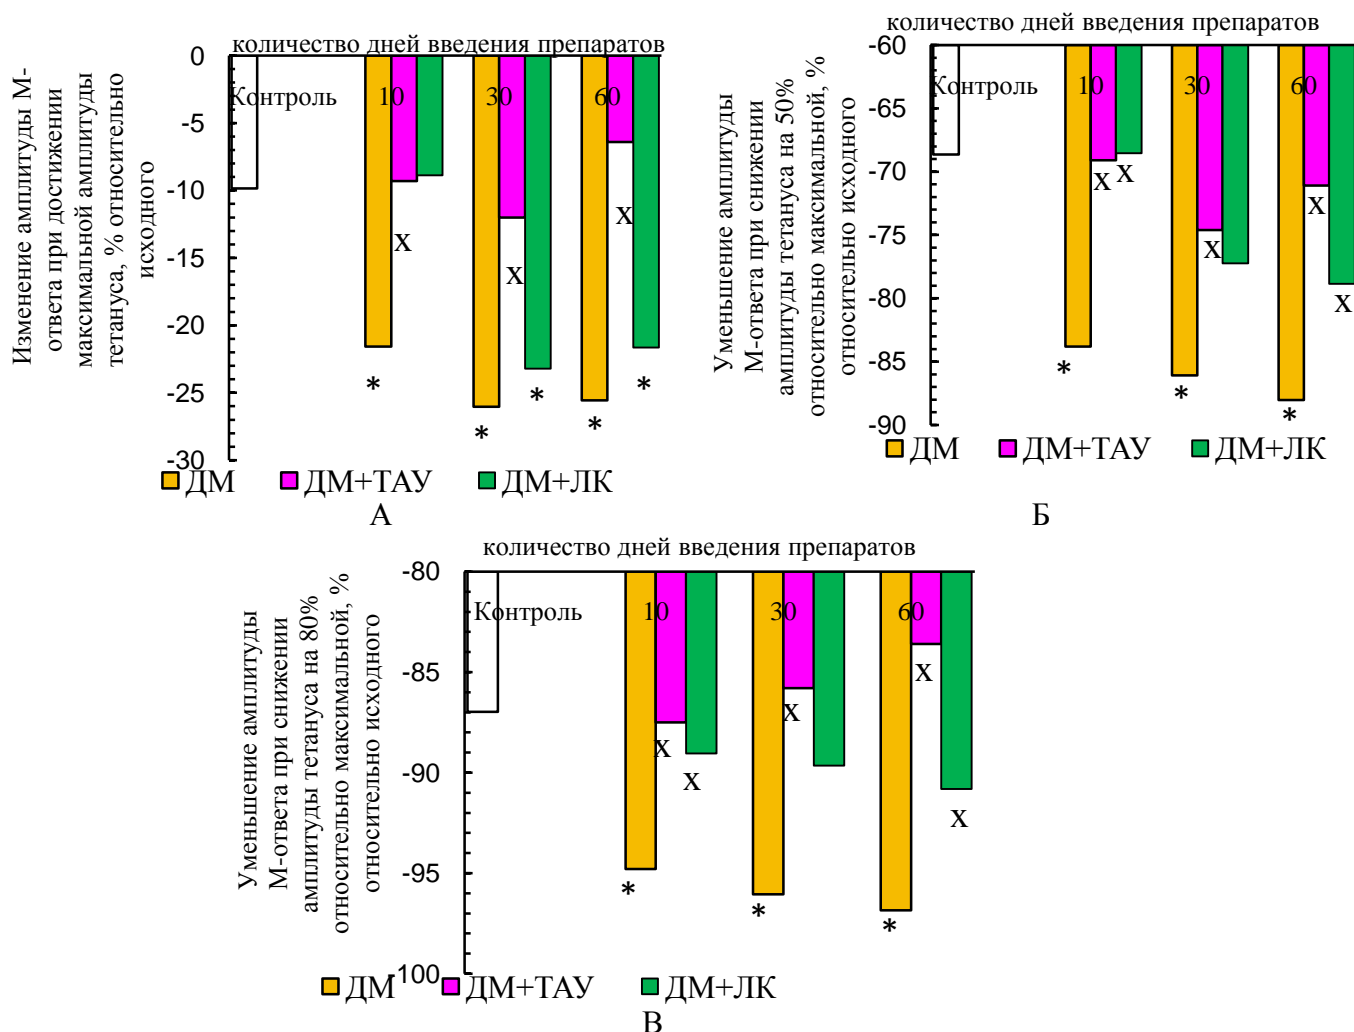 количество дней введения препаратов
Изменение амплитуды М-
ответа при достижении
максимальной амплитуды
тетануса, % относительно
исходного
0
-5
-10
-15
-20
-25
-30
Контроль 10 30 60
x x x
* * * * *
ДМ ДМ+ТАУ ДМ+ЛК
А
количество дней введения препаратов
Уменьшение амплитуды
М-ответа при снижении
амплитуды тетануса на 50%
относительно максимальной, %
относительно исходного
-60
-65
-70
-75
-80
-85
-90
Контроль 10 30 60
x x x x x
* * *
ДМ ДМ+ТАУ ДМ+ЛК
Б
количество дней введения препаратов
Уменьшение амплитуды
М-ответа при снижении
амплитуды тетануса на 80%
относительно максимальной, %
относительно исходного
-80
-85
-90
-95
-100
Контроль 10 30 60
x x x x x
* * *
ДМ ДМ+ТАУ ДМ+ЛК
В